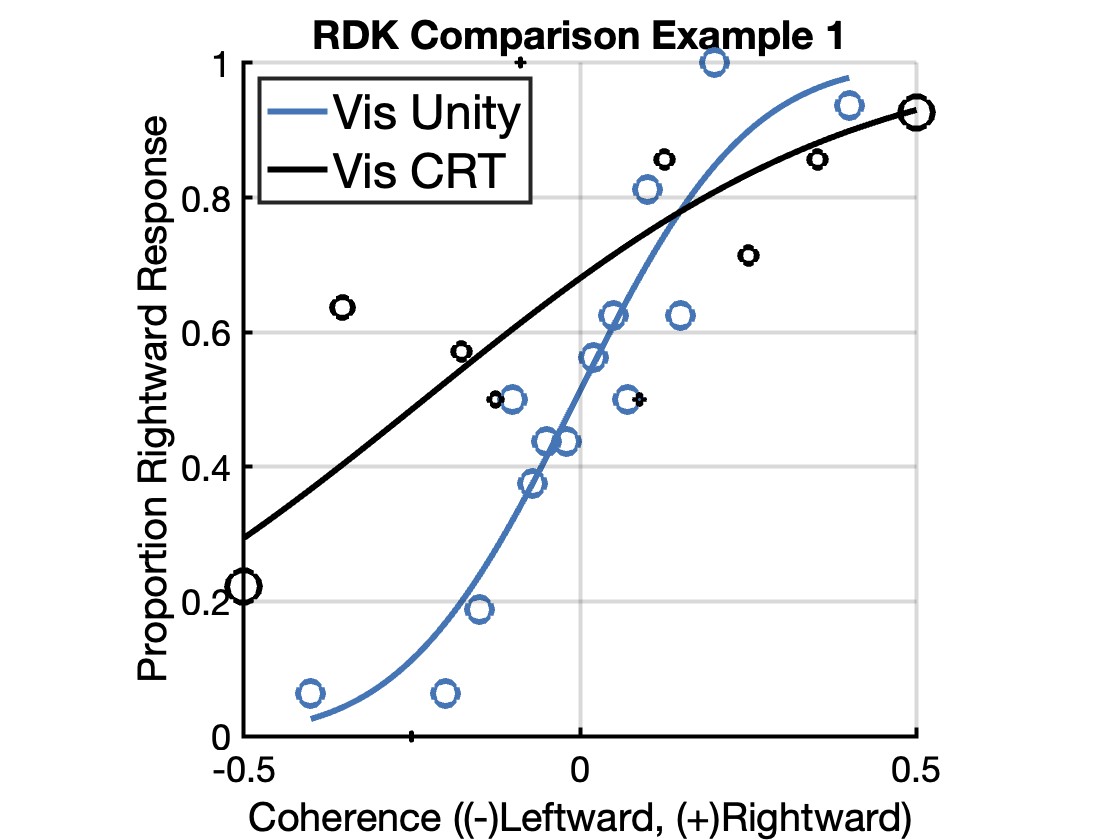 RDK Comparison Example 1
Vis Unity
Vis CRT
Proportion Rightward Response
1
0.8
0.6
0.4
0.2
0
-0.5
0
0.5
Coherence ((-)Leftward, (+)Rightward)